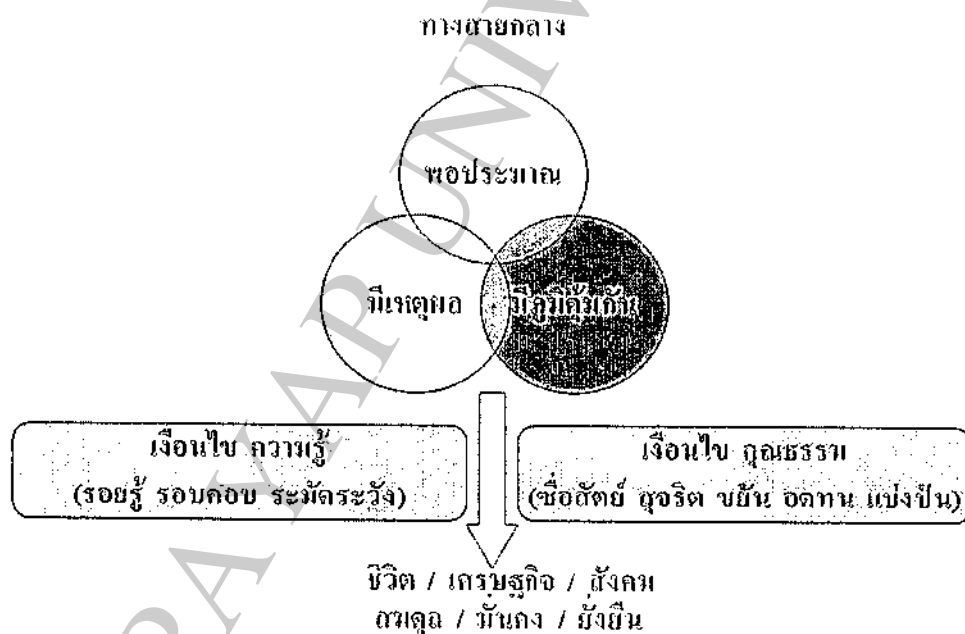 ทางสายกลาง
พอประมาณ
มีเหตุผล
มีภูมิคุ้มกัน
เงื่อนไข ความรู้
(รอยรู้ รอบคอบ ระมัดระวัง)
เงื่อนไข คุณธรรม
(ซื่อสัตย์ สุจริต ขยัน อดทน แบ่งปัน)
ชีวิต / เศรษฐกิจ / สังคม
สมดุล / มั่นคง / ยั่งยืน
PAYAP UNIV